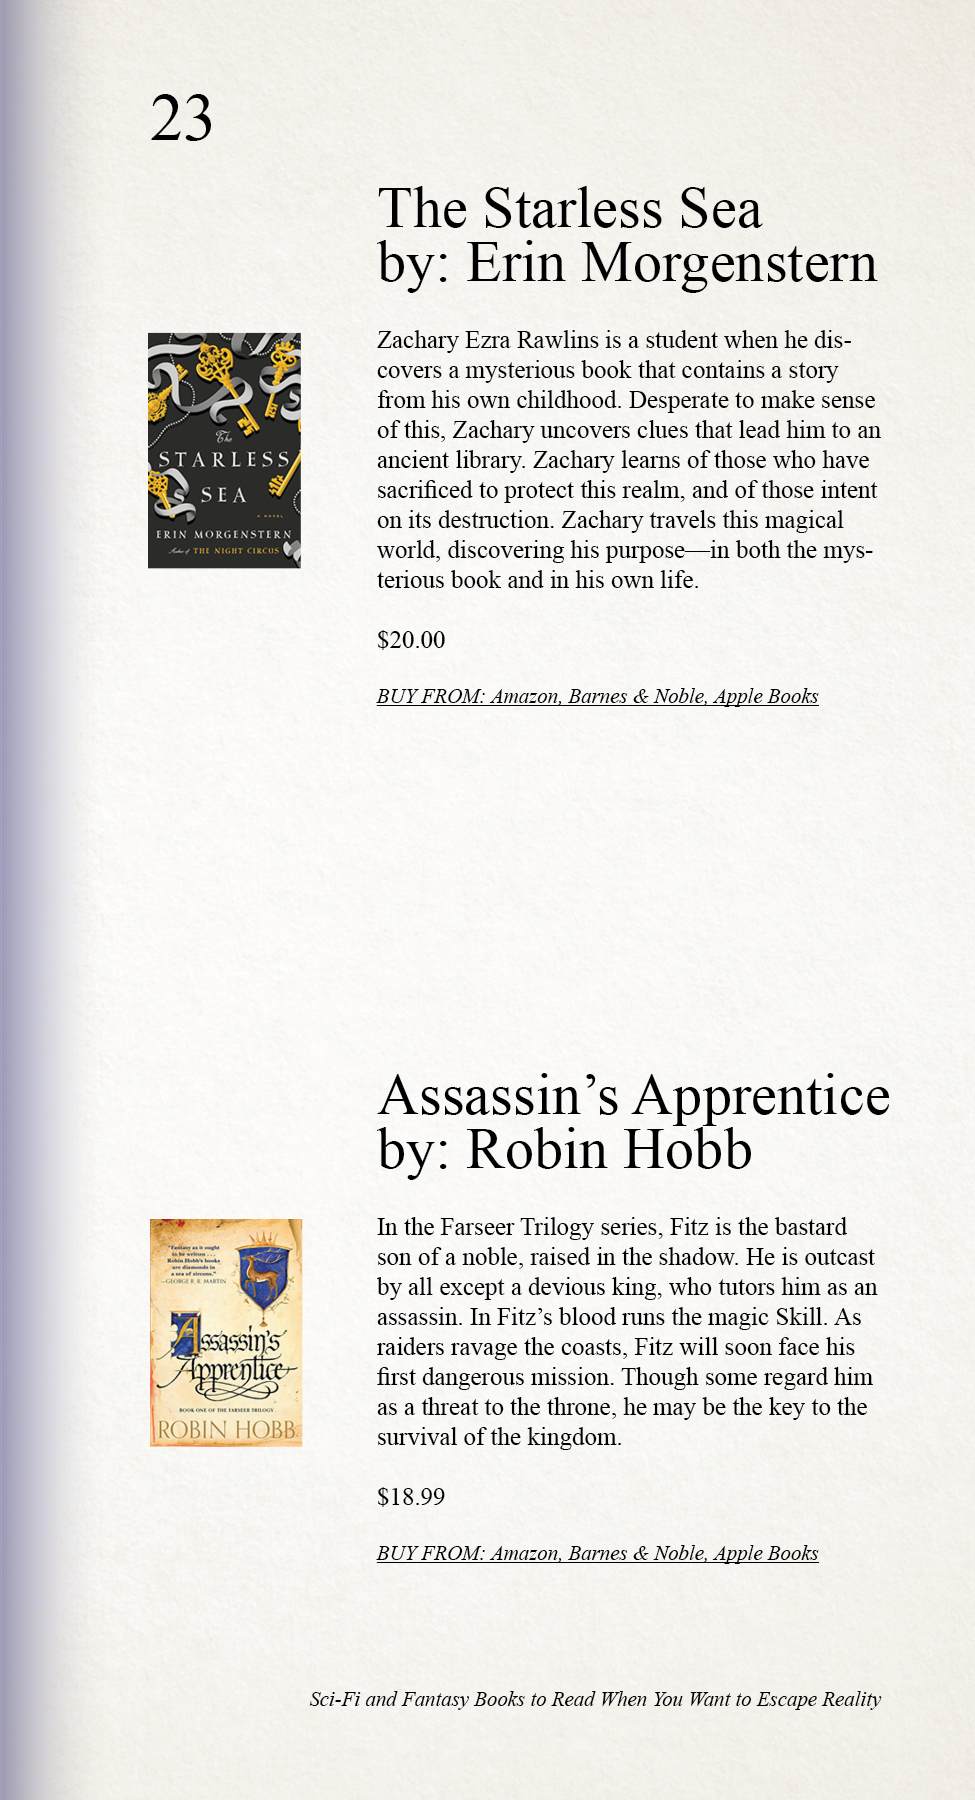 23
The Starless Sea
by: Erin Morgenstern
Zachary Ezra Rawlins is a student when he dis-
covers a mysterious book that contains a story
from his own childhood. Desperate to make sense
of this, Zachary uncovers clues that lead him to an
ancient library. Zachary learns of those who have
sacrificed to protect this realm, and of those intent
on its destruction. Zachary travels this magical
world, discovering his purpose—in both the mys-
terious book and in his own life.
$20.00
BUY FROM: Amazon, Barnes & Noble, Apple Books
The
STARLESS
SEA
A NOVEL
ERIN MORGENSTERN
Author of THE NIGHT CIRCUS
Assassin’s Apprentice
by: Robin Hobb
In the Farseer Trilogy series, Fitz is the bastard
son of a noble, raised in the shadow. He is outcast
by all except a devious king, who tutors him as an
assassin. In Fitz’s blood runs the magic Skill. As
raiders ravage the coasts, Fitz will soon face his
first dangerous mission. Though some regard him
as a threat to the throne, he may be the key to the
survival of the kingdom.
$18.99
BUY FROM: Amazon, Barnes & Noble, Apple Books
"Fantasy as it ought
to be written . . .
Robin Hobb's books
are diamonds in
a sea of zircons."
—GEORGE R. R. MARTIN
Assassin's
Apprentice
BOOK ONE OF THE FARSEER TRILOGY
ROBIN HOBB
Sci-Fi and Fantasy Books to Read When You Want to Escape Reality